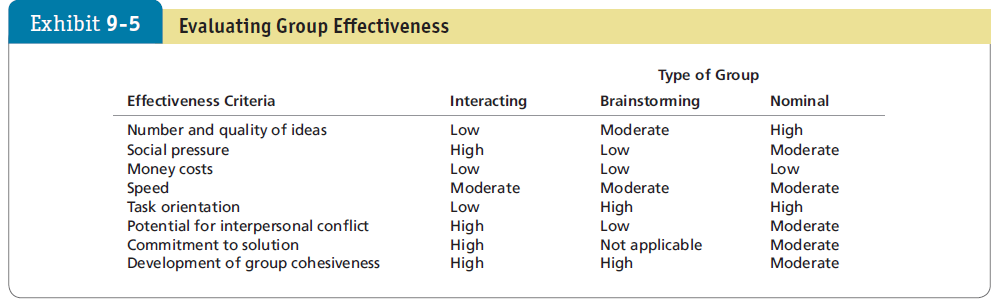 Exhibit 9-5 Evaluating Group Effectiveness
Type of Group
Effectiveness Criteria Interacting Brainstorming Nominal
Number and quality of ideas Low Moderate High
Social pressure High Low Moderate
Money costs Low Low Low
Speed Moderate Moderate Moderate
Task orientation Low High High
Potential for interpersonal conflict High Low Moderate
Commitment to solution High Not applicable Moderate
Development of group cohesiveness High High Moderate